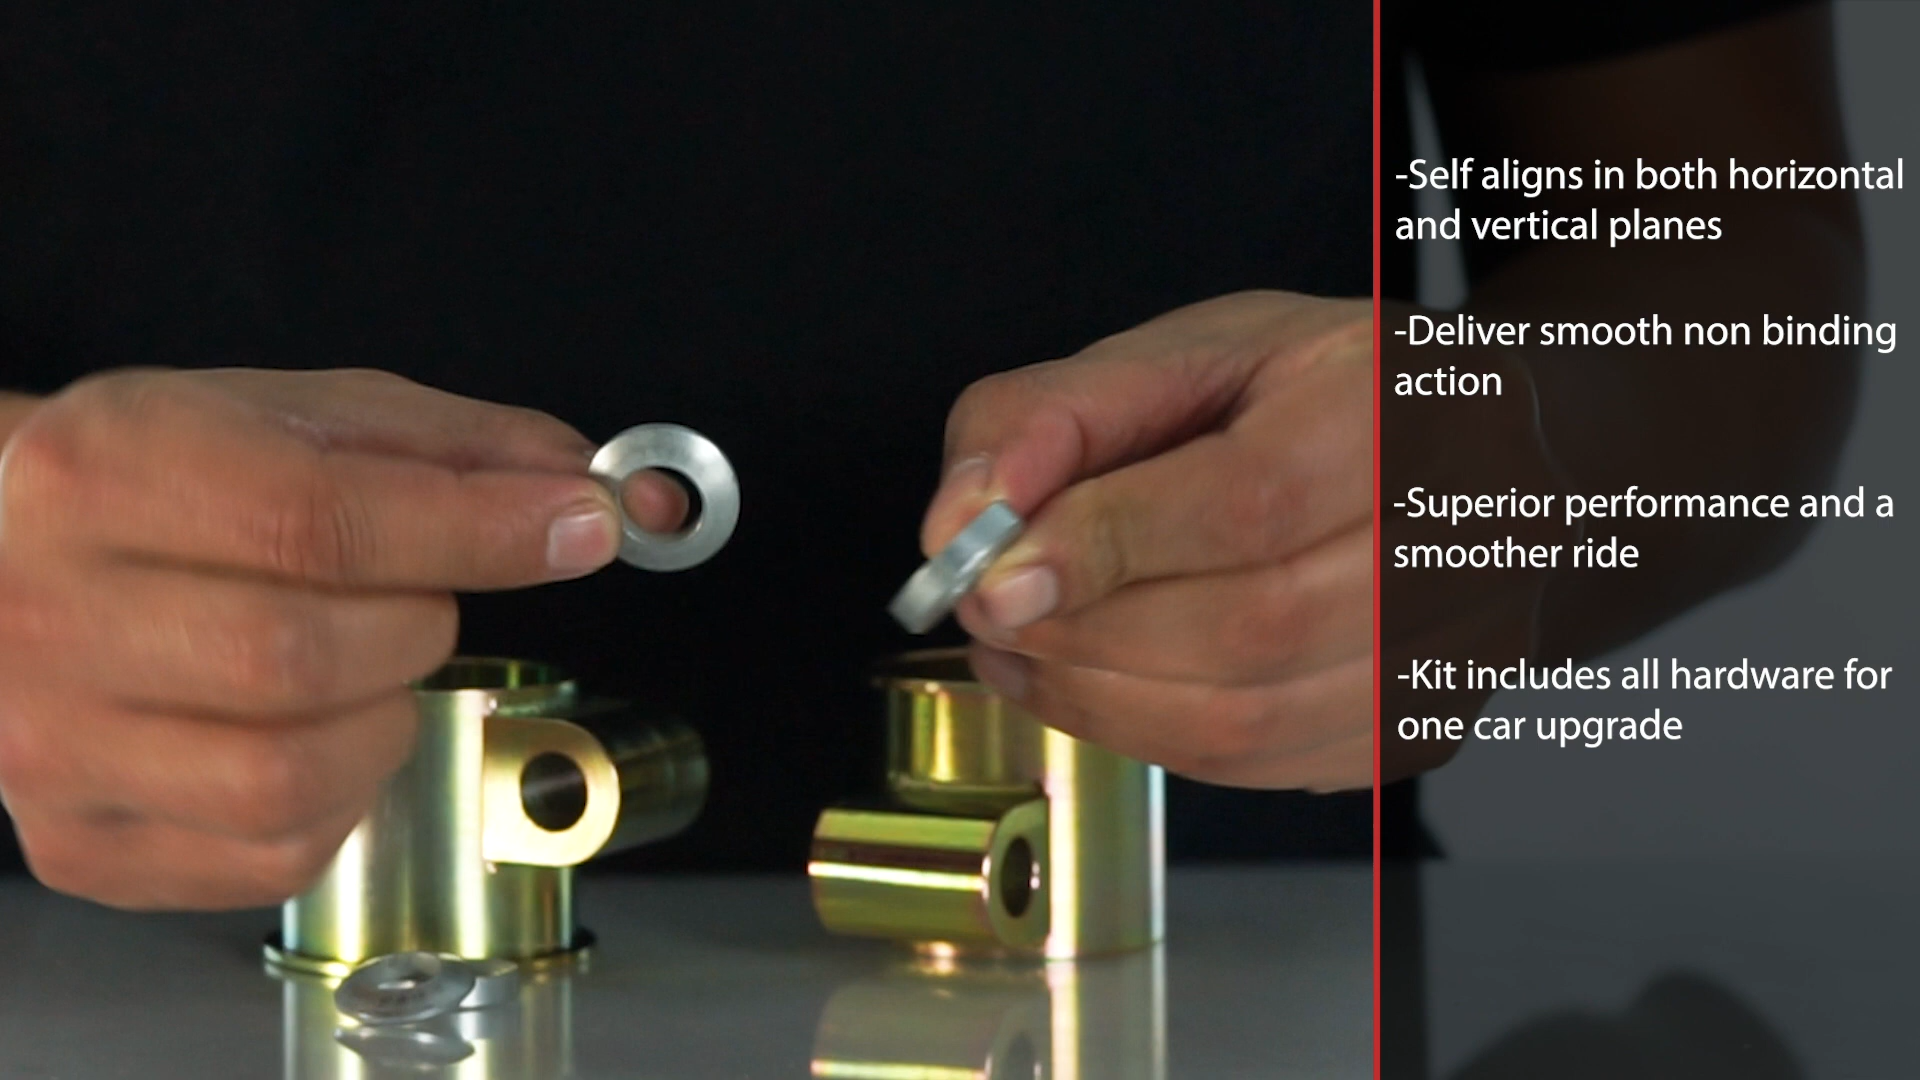 -Self aligns in both horizontal
and vertical planes
-Deliver smooth non binding
action
-Superior performance and a
smoother ride
-Kit includes all hardware for
one car upgrade